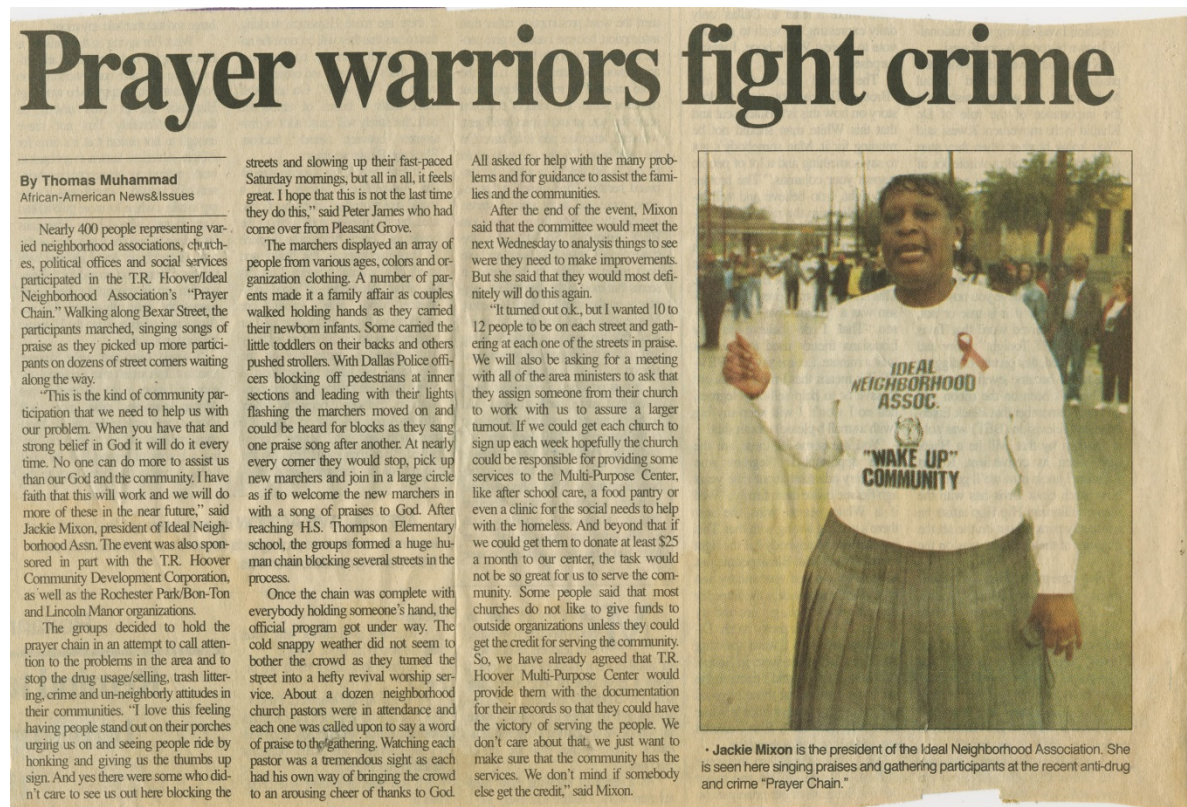 Prayer warriors fight crime
By Thomas Muhammad
African-American News&Issues
Nearly 400 people representing var-
ied neighborhood associations, church-
es, political offices and social services
participated in the T.R. Hoover/Ideal
Neighborhood Association's "Prayer
Chain." Walking along Bexar Street, the
participants marched, singing songs of
praise as they picked up more partici-
pants on dozens of street corners waiting
along the way.
"This is the kind of community par-
ticipation that we need to help us with
our problem. When you have that and
strong belief in God it will do it every
time. No one can do more to assist us
than our God and the community. I have
faith that this will work and we will do
more of these in the near future," said
Jackie Mixon, president of Ideal Neigh-
borhood Assn. The event was also spon-
sored in part with the T.R. Hoover
Community Development Corporation,
as well as the Rochester Park/Bon-Ton
and Lincoln Manor organizations.
The groups decided to hold the
prayer chain in an attempt to call atten-
tion to the problems in the area and to
stop the drug usage/selling, trash litter-
ing, crime and un-neighborly attitudes in
their communities. "I love this feeling
having people stand out on their porches
urging us on and seeing people ride by
honking and giving us the thumbs up
sign. And yes there were some who did-
n't care to see us out here blocking the
streets and slowing up their fast-paced
Saturday mornings, but all in all, it feels
great. I hope that this is not the last time
they do this," said Peter James who had
come over from Pleasant Grove.
The marchers displayed an array of
people from various ages, colors and or-
ganization clothing. A number of par-
ents made it a family affair as couples
walked holding hands as they carried
their newborn infants. Some carried the
little toddlers on their backs and others
pushed strollers. With Dallas Police offi-
cers blocking off pedestrians at inner
sections and leading with their lights
flashing the marchers moved on and
could be heard for blocks as they sang
one praise song after another. At nearly
every corner they would stop, pick up
new marchers and join in a large circle
as if to welcome the new marchers in
with a song of praises to God. After
reaching H.S. Thompson Elementary
school, the groups formed a huge hu-
man chain blocking several streets in the
process.
Once the chain was complete with
everybody holding someone's hand, the
official program got under way. The
cold snappy weather did not seem to
bother the crowd as they turned the
street into a hefty revival worship ser-
vice. About a dozen neighborhood
church pastors were in attendance and
each one was called upon to say a word
of praise to the gathering. Watching each
pastor was a tremendous sight as each
had his own way of bringing the crowd
to an arousing cheer of thanks to God.
All asked for help with the many prob-
lems and for guidance to assist the fami-
lies and the communities.
After the end of the event, Mixon
said that the committee would meet the
next Wednesday to analysis things to see
were they need to make improvements.
But she said that they would most defi-
nitely will do this again.
"It turned out o.k., but I wanted 10 to
12 people to be on each street and gath-
ering at each one of the streets in praise.
We will also be asking for a meeting
with all of the area ministers to ask that
they assign someone from their church
to work with us to assure a larger
turnout. If we could get each church to
sign up each week hopefully the church
could be responsible for providing some
services to the Multi-Purpose Center,
like after school care, a food pantry or
even a clinic for the social needs to help
with the homeless. And beyond that if
we could get them to donate at least $25
a month to our center, the task would
not be so great for us to serve the com-
munity. Some people said that most
churches do not like to give funds to
outside organizations unless they could
get the credit for serving the community.
So, we have already agreed that T.R.
Hoover Multi-Purpose Center would
provide them with the documentation
for their records so that they could have
the victory of serving the people. We
don't care about that, we just want to
make sure that the community has the
services. We don't mind if somebody
else get the credit," said Mixon.
IDEAL
NEIGHBORHOOD
ASSOC.
"WAKE UP"
COMMUNITY
· Jackie Mixon is the president of the Ideal Neighborhood Association. She
is seen here singing praises and gathering participants at the recent anti-drug
and crime "Prayer Chain."